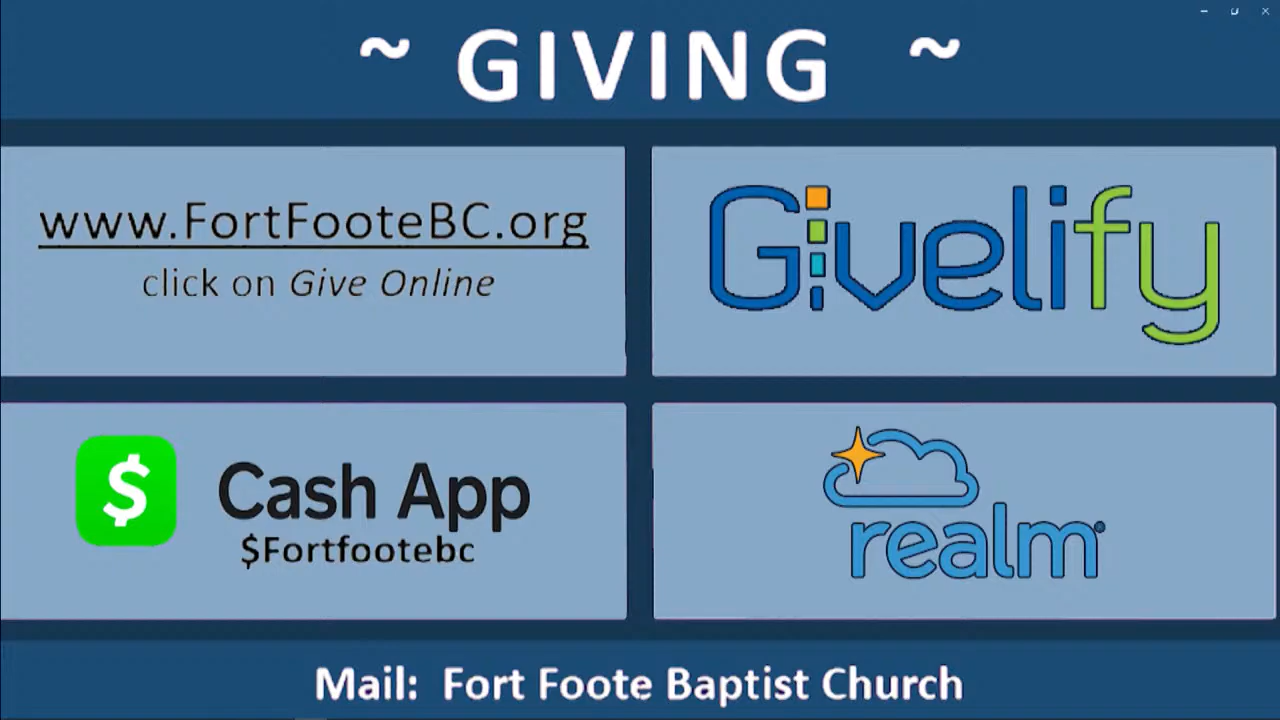 ~ GIVING ~
www.FortFooteBC.org
click on Give Online
Givelify
$ Cash App
$Fortfootebc
realm
Mail: Fort Foote Baptist Church